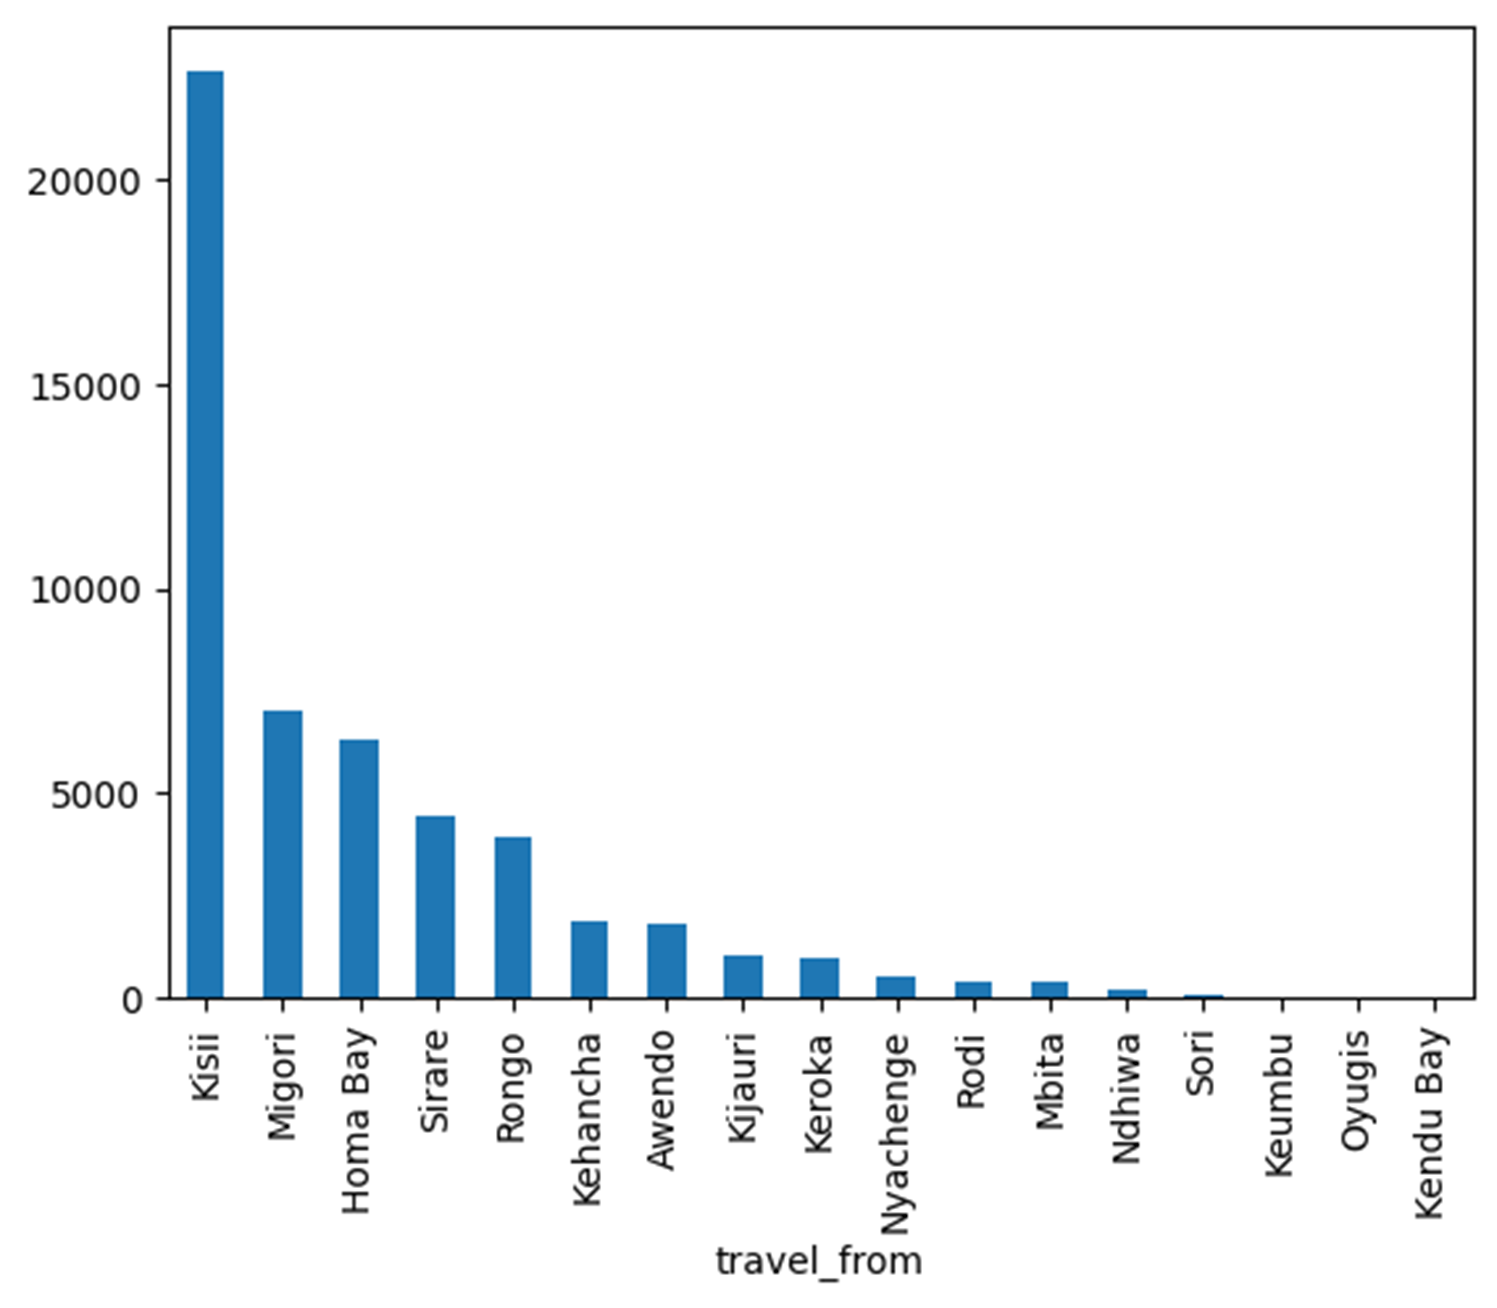 20000
15000
10000
5000
0
Kisii
Migori
Homa Bay
Sirare
Rongo
Kehancha
Awendo
Kijauri
Keroka
Nyachenge
Rodi
Mbita
Ndhiwa
Sori
Keumbu
Oyugis
Kendu Bay
travel_from